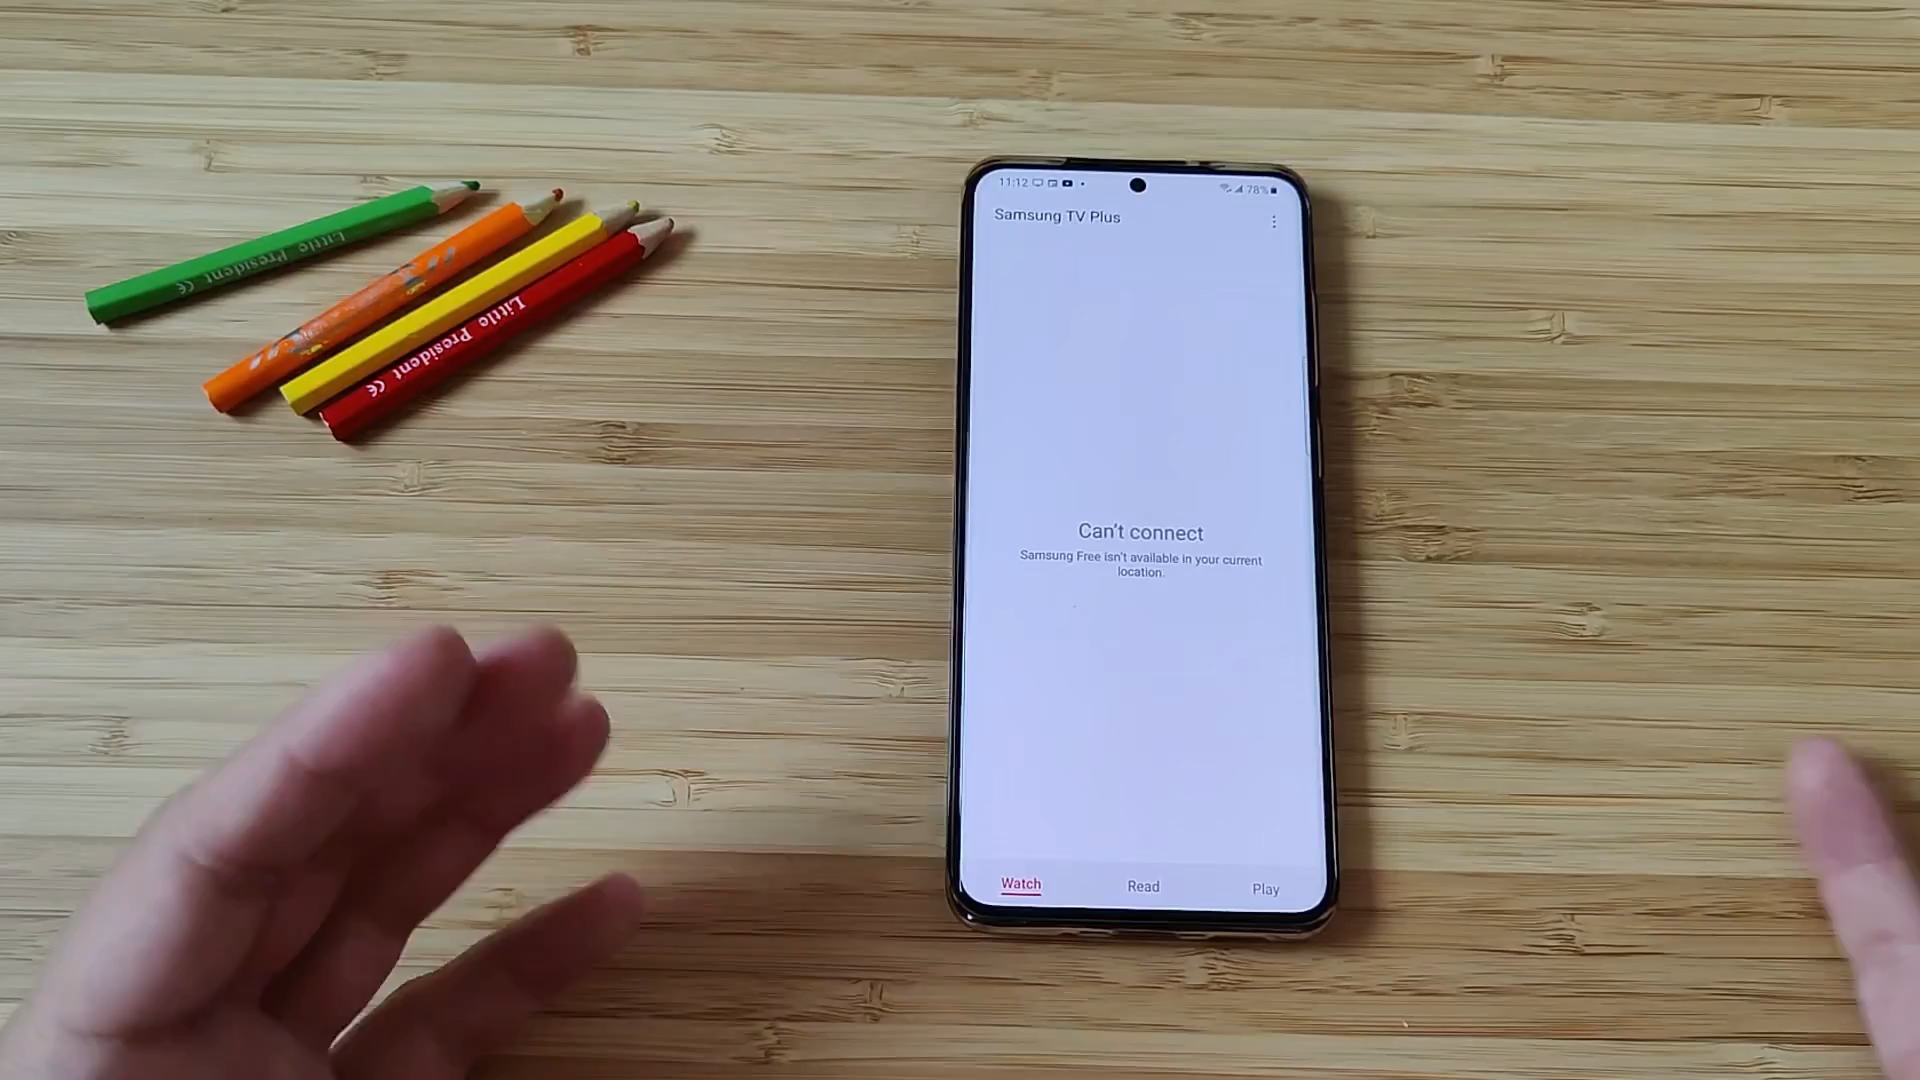 11:12
78%
Samsung TV Plus
Can't connect
Samsung Free isn't available in your current
location.
Watch
Read
Play
Little President
Little President